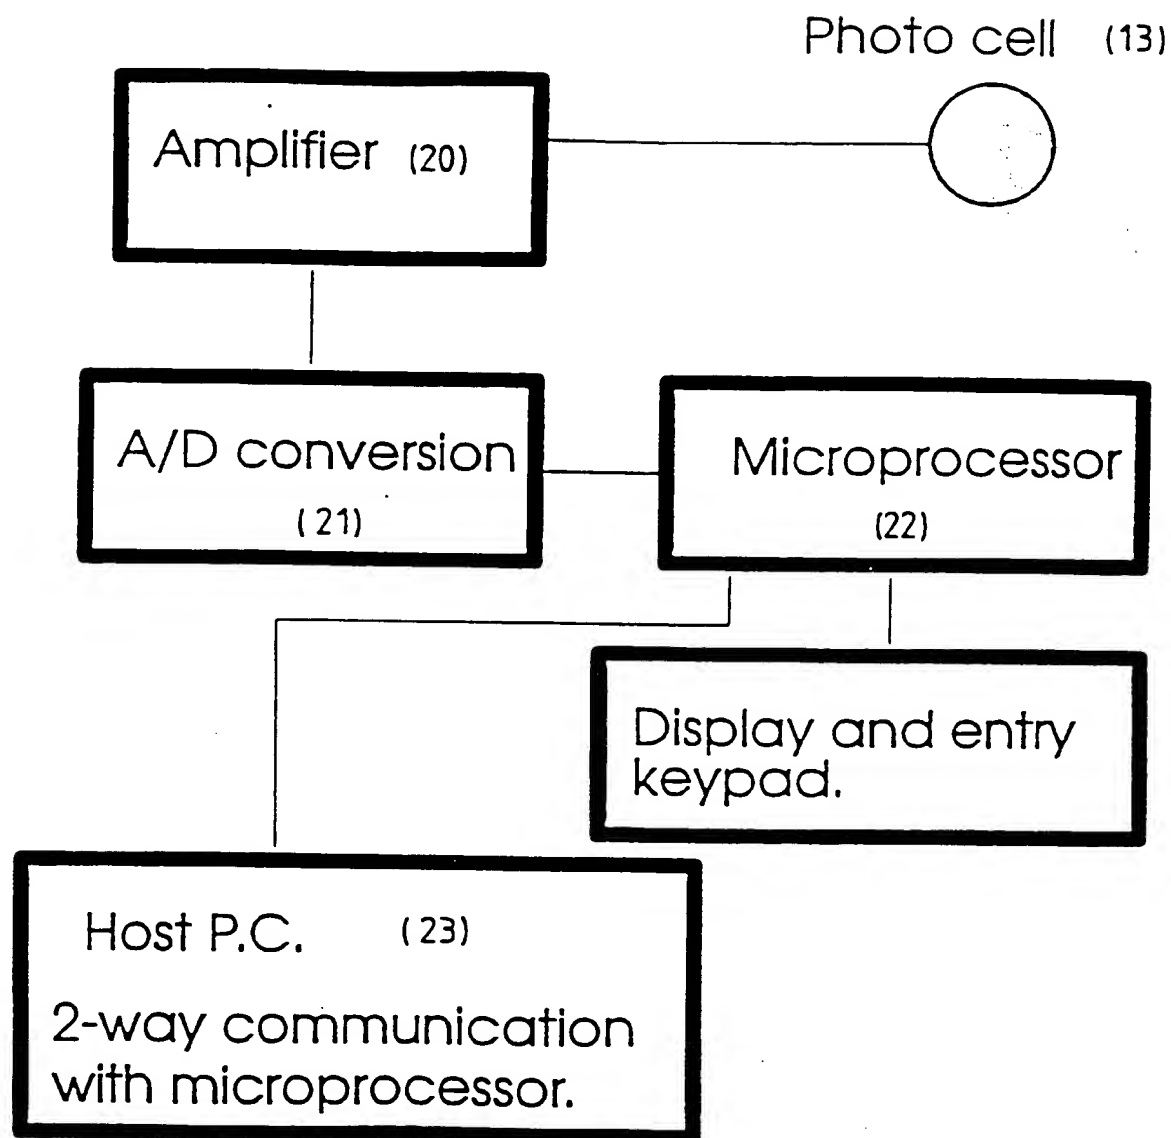 Photo cell (13)
Amplifier (20)
A/D conversion
(21)
Microprocessor
(22)
Display and entry
keypad.
Host P.C. (23)
2-way communication
with microprocessor.